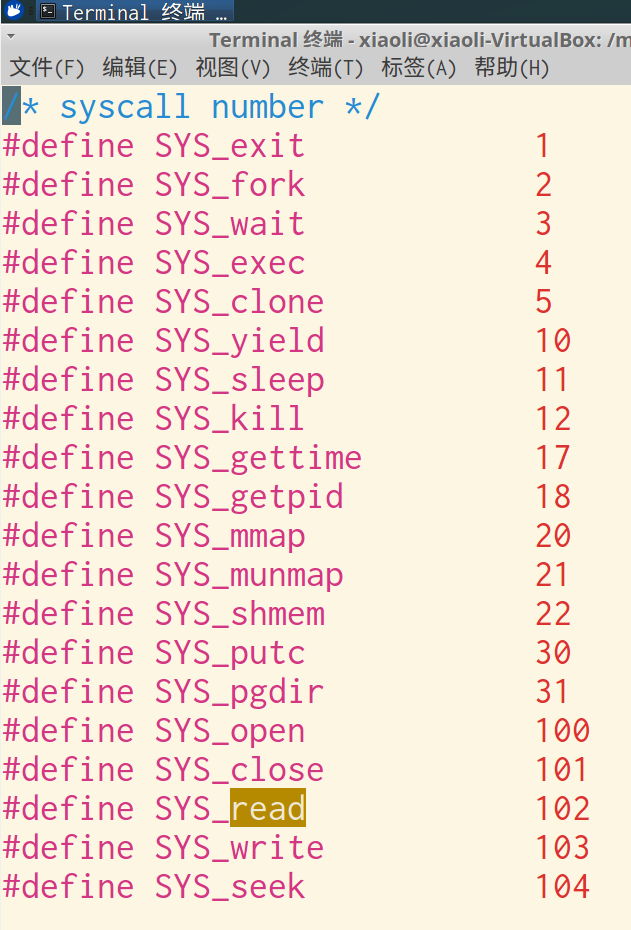 Terminal 终端 …
Terminal 终端 - xiaoli@xiaoli-VirtualBox: /m
文件(F) 编辑(E) 视图(V) 终端(T) 标签(A) 帮助(H)
/* syscall number */
#define SYS_exit 1
#define SYS_fork 2
#define SYS_wait 3
#define SYS_exec 4
#define SYS_clone 5
#define SYS_yield 10
#define SYS_sleep 11
#define SYS_kill 12
#define SYS_gettime 17
#define SYS_getpid 18
#define SYS_mmap 20
#define SYS_munmap 21
#define SYS_shmem 22
#define SYS_putc 30
#define SYS_pgdir 31
#define SYS_open 100
#define SYS_close 101
#define SYS_read 102
#define SYS_write 103
#define SYS_seek 104